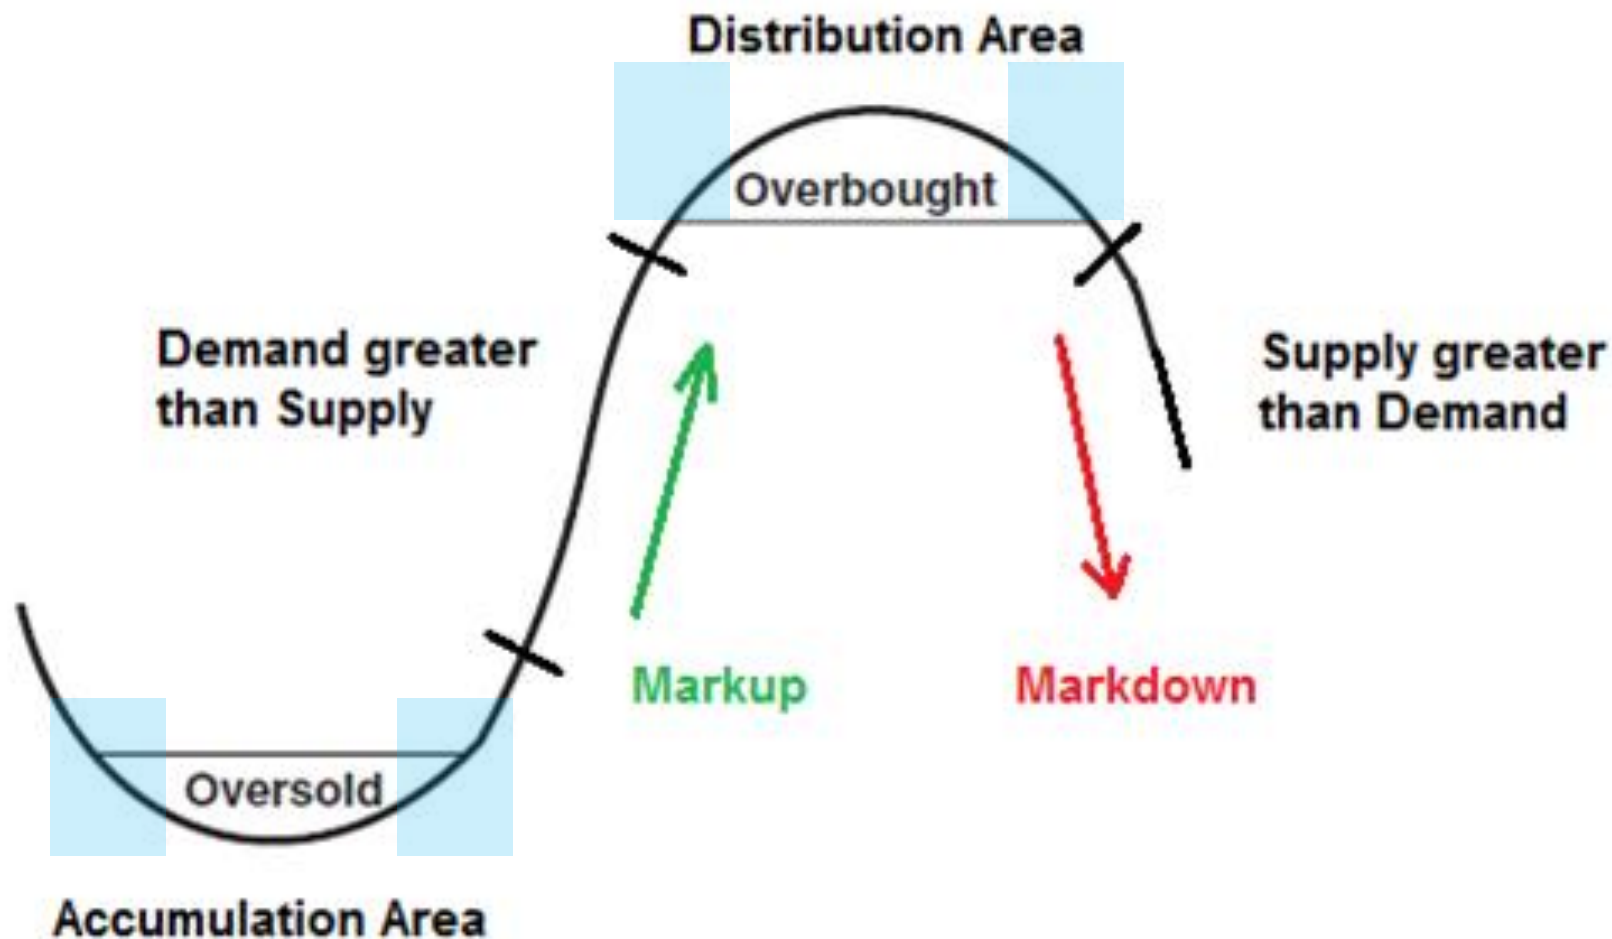 Distribution Area
Overbought
Demand greater
than Supply
Supply greater
than Demand
Markup
Markdown
Oversold
Accumulation Area